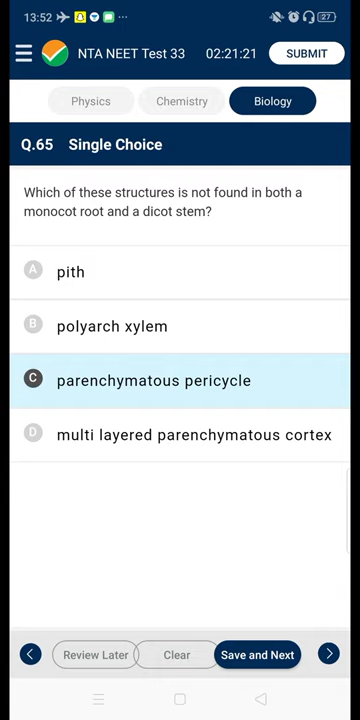 13:52 ... 27
NTA NEET Test 33 02:21:21 SUBMIT
Physics Chemistry Biology
Q.65 Single Choice
Which of these structures is not found in both a
monocot root and a dicot stem?
A pith
B polyarch xylem
C parenchymatous pericycle
D multi layered parenchymatous cortex
Review Later Clear Save and Next